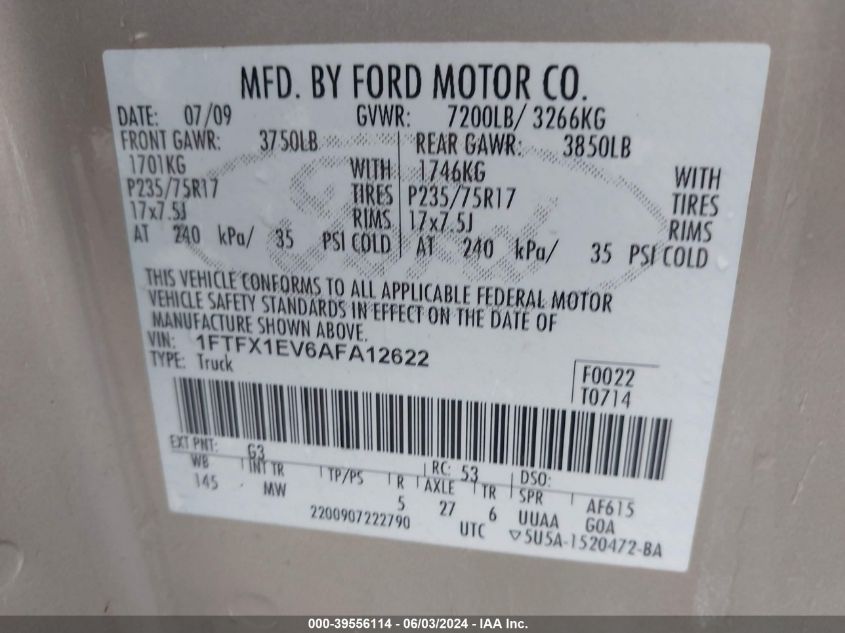 MFD. BY FORD MOTOR CO.
DATE: 07/09 GVWR: 7200LB/ 3266KG
FRONT GAWR: 3750LB REAR GAWR: 3850LB
1701KG WITH 1746KG WITH
P235/75R17 TIRES P235/75R17 TIRES
17x7.5J RIMS 17x7.5J RIMS
AT 240 kPa/ 35 PSI COLD AT 240 kPa/ 35 PSI COLD
THIS VEHICLE CONFORMS TO ALL APPLICABLE FEDERAL MOTOR
VEHICLE SAFETY STANDARDS IN EFFECT ON THE DATE OF
MANUFACTURE SHOWN ABOVE.
VIN: 1FTFX1EV6AFA12622
TYPE: Truck
F0022
T0714
EXT PNT: G3 RC: 53 DSO:
WB INT TR TP/PS R AXLE TR SPR AF615
145 MW 5 27 6 UUAA GOA
2200907222790 UTC ▽5U5A-1520472-BA
Ford
000-39556114 - 06/03/2024 - IAA Inc.